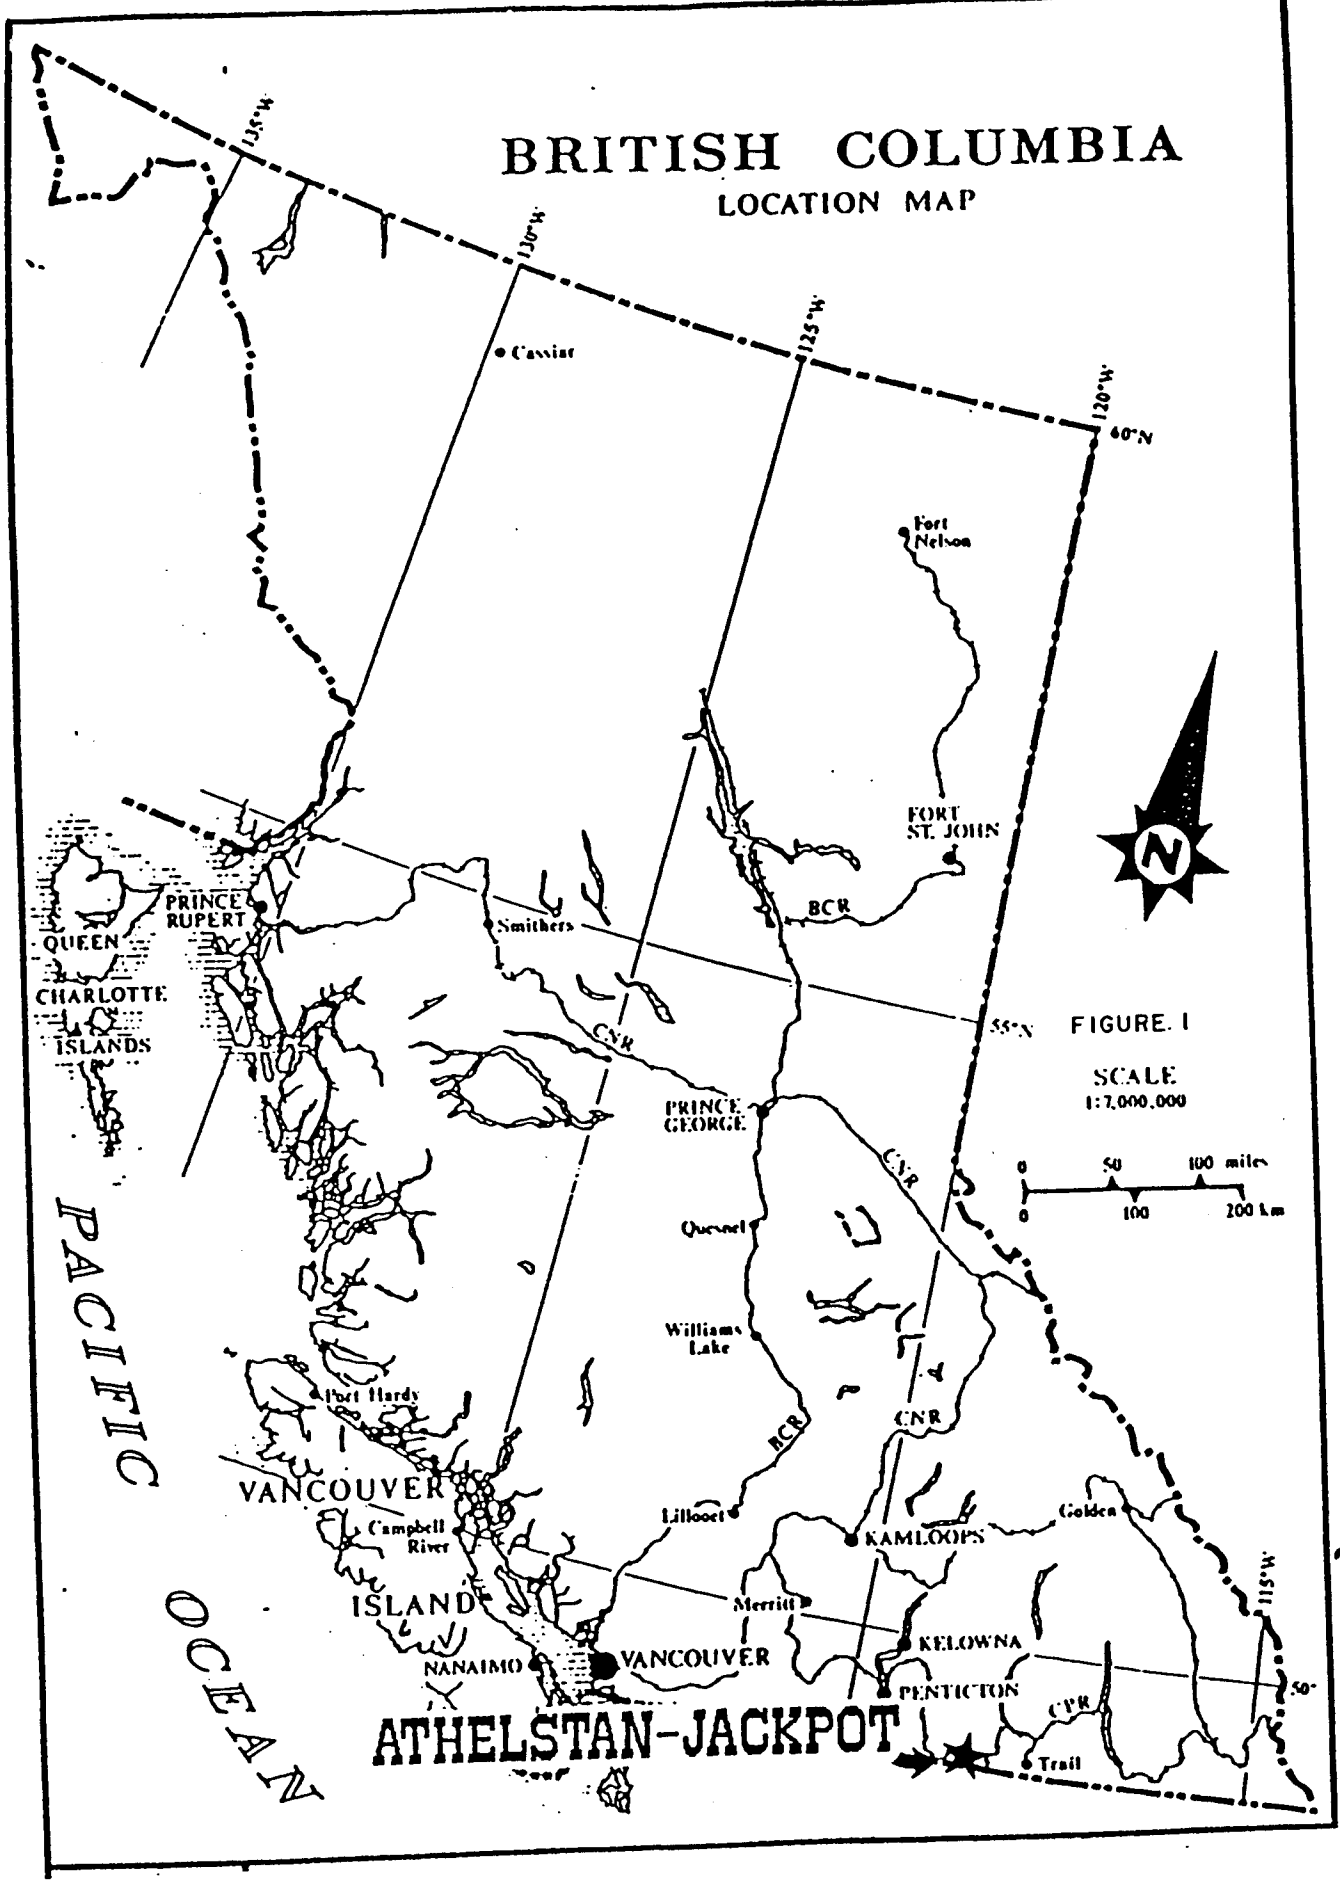 BRITISH COLUMBIA
LOCATION MAP
135°W
130°W
125°W
120°W
60°N
Cassiar
Fort
Nelson
FORT
ST. JOHN
N
BCR
PRINCE
RUPERT
Smithers
QUEEN
CHARLOTTE
ISLANDS
55°N
FIGURE. 1
SCALE
1:7,000,000
0 50 100 miles
0 100 200 km
CNR
PRINCE
GEORGE
CNR
Quesnel
Williams
Lake
PACIFIC
OCEAN
Port Hardy
BCR
CNR
VANCOUVER
ISLAND
Campbell
River
Lillooet
KAMLOOPS
Golden
115°W
Merritt
KELOWNA
NANAIMO
VANCOUVER
PENTICTON
50°
CPR
ATHELSTAN-JACKPOT
Trail